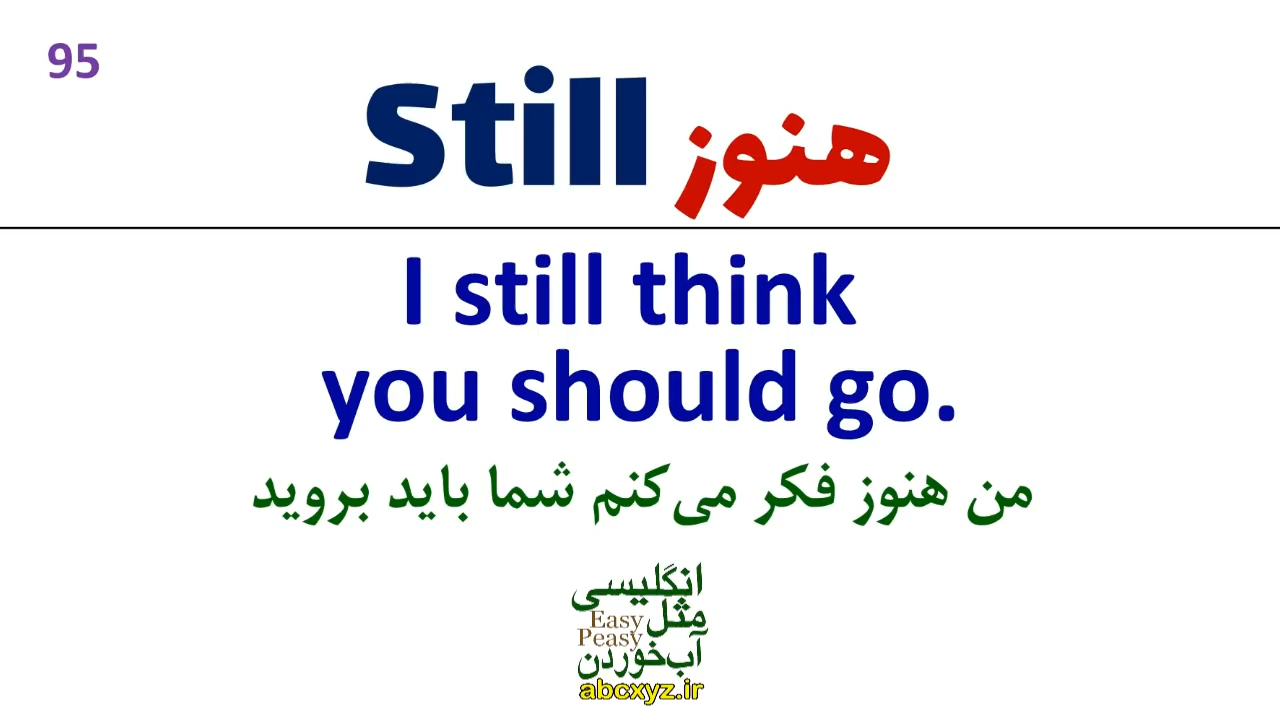 95
Still هنوز
I still think
you should go.
من هنوز فکر می‌کنم شما باید بروید
انگلیسی
مثل Easy
Peasy
آب‌خوردن
abcxyz.ir